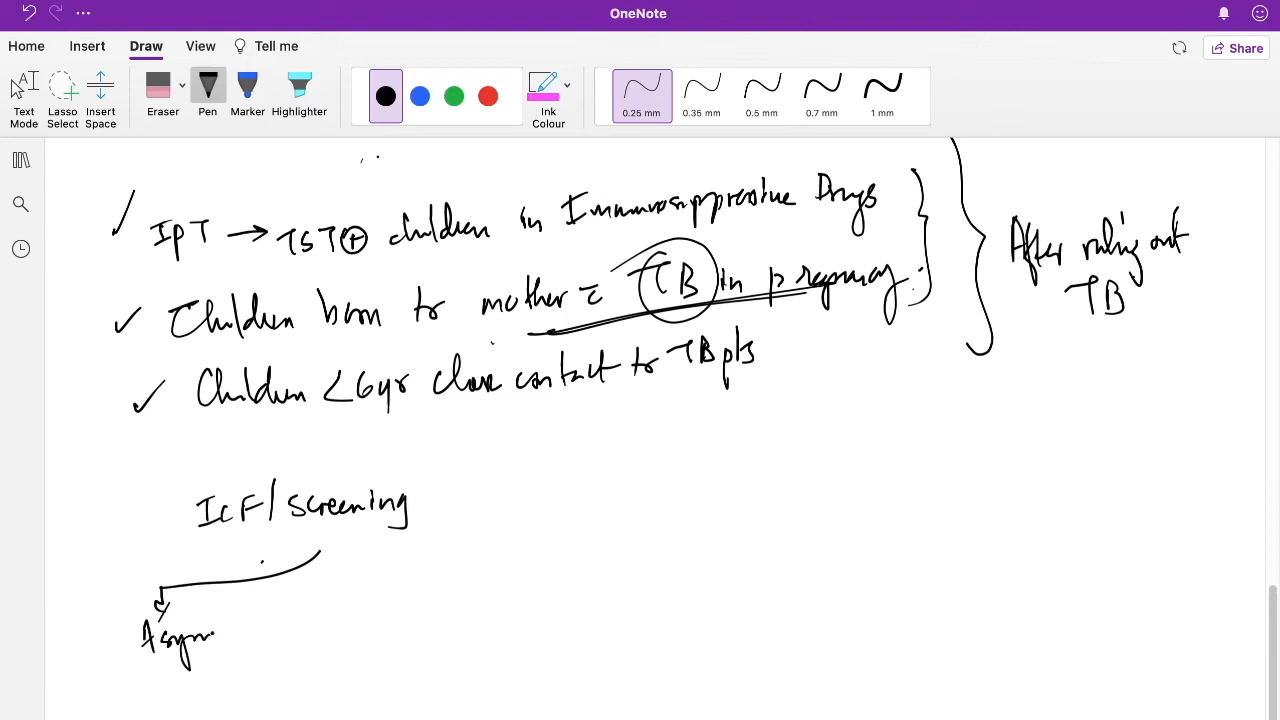 OneNote
Home Insert Draw View Tell me
Share
Text Mode
Lasso Select
Insert Space
Eraser
Pen
Marker
Highlighter
Ink Colour
0.25 mm
0.35 mm
0.5 mm
0.7 mm
1 mm
IPT → TST⊕ children in Immunosuppressive Drugs
Children born to mother c̄ TB in pregnancy
Children <6yr close contact to TB pts
After ruling out
TB
ICF/screening
Asym